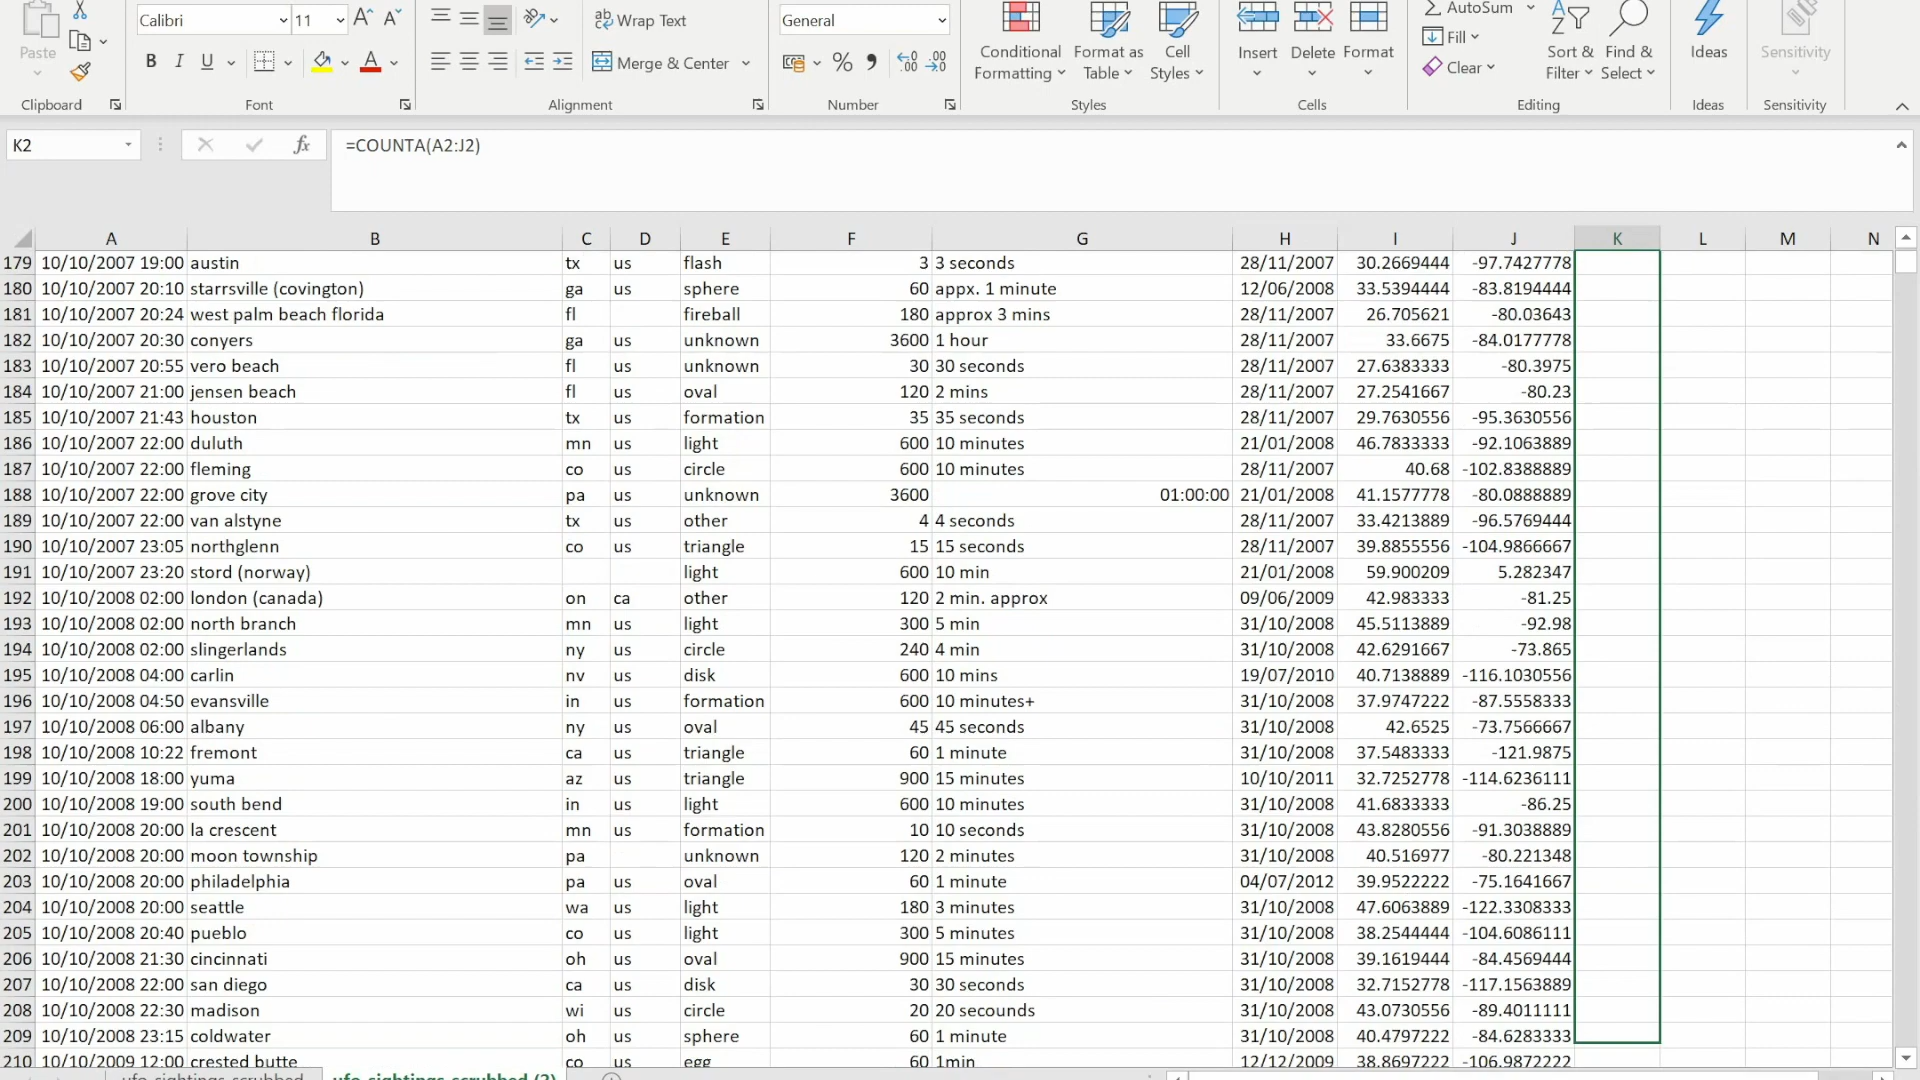 Paste
Calibri 11
General
Wrap Text
B I U A
Merge & Center
% ,
Conditional Formatting
Format as Table
Cell Styles
Insert
Delete
Format
AutoSum
Fill
Clear
Sort & Filter
Find & Select
Ideas
Sensitivity
Clipboard Font Alignment Number Styles Cells Editing Ideas Sensitivity
K2 fx =COUNTA(A2:J2)
A B C D E F G H I J K L M N
179 10/10/2007 19:00 austin tx us flash 3 3 seconds 28/11/2007 30.2669444 -97.7427778
180 10/10/2007 20:10 starrsville (covington) ga us sphere 60 appx. 1 minute 12/06/2008 33.5394444 -83.8194444
181 10/10/2007 20:24 west palm beach florida fl fireball 180 approx 3 mins 28/11/2007 26.705621 -80.03643
182 10/10/2007 20:30 conyers ga us unknown 3600 1 hour 28/11/2007 33.6675 -84.0177778
183 10/10/2007 20:55 vero beach fl us unknown 30 30 seconds 28/11/2007 27.6383333 -80.3975
184 10/10/2007 21:00 jensen beach fl us oval 120 2 mins 28/11/2007 27.2541667 -80.23
185 10/10/2007 21:43 houston tx us formation 35 35 seconds 28/11/2007 29.7630556 -95.3630556
186 10/10/2007 22:00 duluth mn us light 600 10 minutes 21/01/2008 46.7833333 -92.1063889
187 10/10/2007 22:00 fleming co us circle 600 10 minutes 28/11/2007 40.68 -102.8388889
188 10/10/2007 22:00 grove city pa us unknown 3600 01:00:00 21/01/2008 41.1577778 -80.0888889
189 10/10/2007 22:00 van alstyne tx us other 4 4 seconds 28/11/2007 33.4213889 -96.5769444
190 10/10/2007 23:05 northglenn co us triangle 15 15 seconds 28/11/2007 39.8855556 -104.9866667
191 10/10/2007 23:20 stord (norway) light 600 10 min 21/01/2008 59.900209 5.282347
192 10/10/2008 02:00 london (canada) on ca other 120 2 min. approx 09/06/2009 42.983333 -81.25
193 10/10/2008 02:00 north branch mn us light 300 5 min 31/10/2008 45.5113889 -92.98
194 10/10/2008 02:00 slingerlands ny us circle 240 4 min 31/10/2008 42.6291667 -73.865
195 10/10/2008 04:00 carlin nv us disk 600 10 mins 19/07/2010 40.7138889 -116.1030556
196 10/10/2008 04:50 evansville in us formation 600 10 minutes+ 31/10/2008 37.9747222 -87.5558333
197 10/10/2008 06:00 albany ny us oval 45 45 seconds 31/10/2008 42.6525 -73.7566667
198 10/10/2008 10:22 fremont ca us triangle 60 1 minute 31/10/2008 37.5483333 -121.9875
199 10/10/2008 18:00 yuma az us triangle 900 15 minutes 10/10/2011 32.7252778 -114.6236111
200 10/10/2008 19:00 south bend in us light 600 10 minutes 31/10/2008 41.6833333 -86.25
201 10/10/2008 20:00 la crescent mn us formation 10 10 seconds 31/10/2008 43.8280556 -91.3038889
202 10/10/2008 20:00 moon township pa unknown 120 2 minutes 31/10/2008 40.516977 -80.221348
203 10/10/2008 20:00 philadelphia pa us oval 60 1 minute 04/07/2012 39.9522222 -75.1641667
204 10/10/2008 20:00 seattle wa us light 180 3 minutes 31/10/2008 47.6063889 -122.3308333
205 10/10/2008 20:40 pueblo co us light 300 5 minutes 31/10/2008 38.2544444 -104.6086111
206 10/10/2008 21:30 cincinnati oh us oval 900 15 minutes 31/10/2008 39.1619444 -84.4569444
207 10/10/2008 22:00 san diego ca us disk 30 30 seconds 31/10/2008 32.7152778 -117.1563889
208 10/10/2008 22:30 madison wi us circle 20 20 secounds 31/10/2008 43.0730556 -89.4011111
209 10/10/2008 23:15 coldwater oh us sphere 60 1 minute 31/10/2008 40.4797222 -84.6283333
210 10/10/2009 12:00 crested butte co us egg 60 1min 12/12/2009 38.8697222 -106.9872222
ufo-sightings-scrubbed ufo-sightings-scrubbed (2)